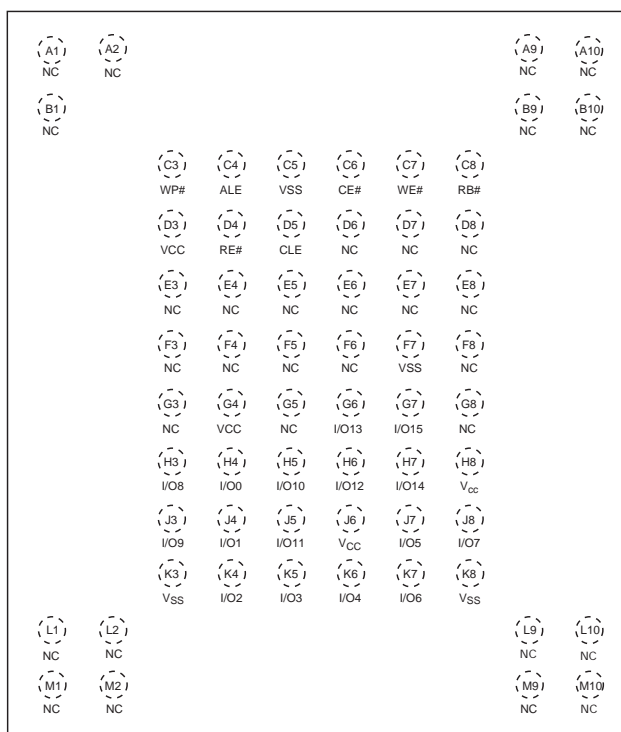 A1 A2 A9 A10
NC NC NC NC
B1 B9 B10
NC NC NC
C3 C4 C5 C6 C7 C8
WP# ALE VSS CE# WE# RB#
D3 D4 D5 D6 D7 D8
VCC RE# CLE NC NC NC
E3 E4 E5 E6 E7 E8
NC NC NC NC NC NC
F3 F4 F5 F6 F7 F8
NC NC NC NC VSS NC
G3 G4 G5 G6 G7 G8
NC VCC NC I/O13 I/O15 NC
H3 H4 H5 H6 H7 H8
I/O8 I/O0 I/O10 I/O12 I/O14 Vcc
J3 J4 J5 J6 J7 J8
I/O9 I/O1 I/O11 VCC I/O5 I/O7
K3 K4 K5 K6 K7 K8
VSS I/O2 I/O3 I/O4 I/O6 VSS
L1 L2 L9 L10
NC NC NC NC
M1 M2 M9 M10
NC NC NC NC